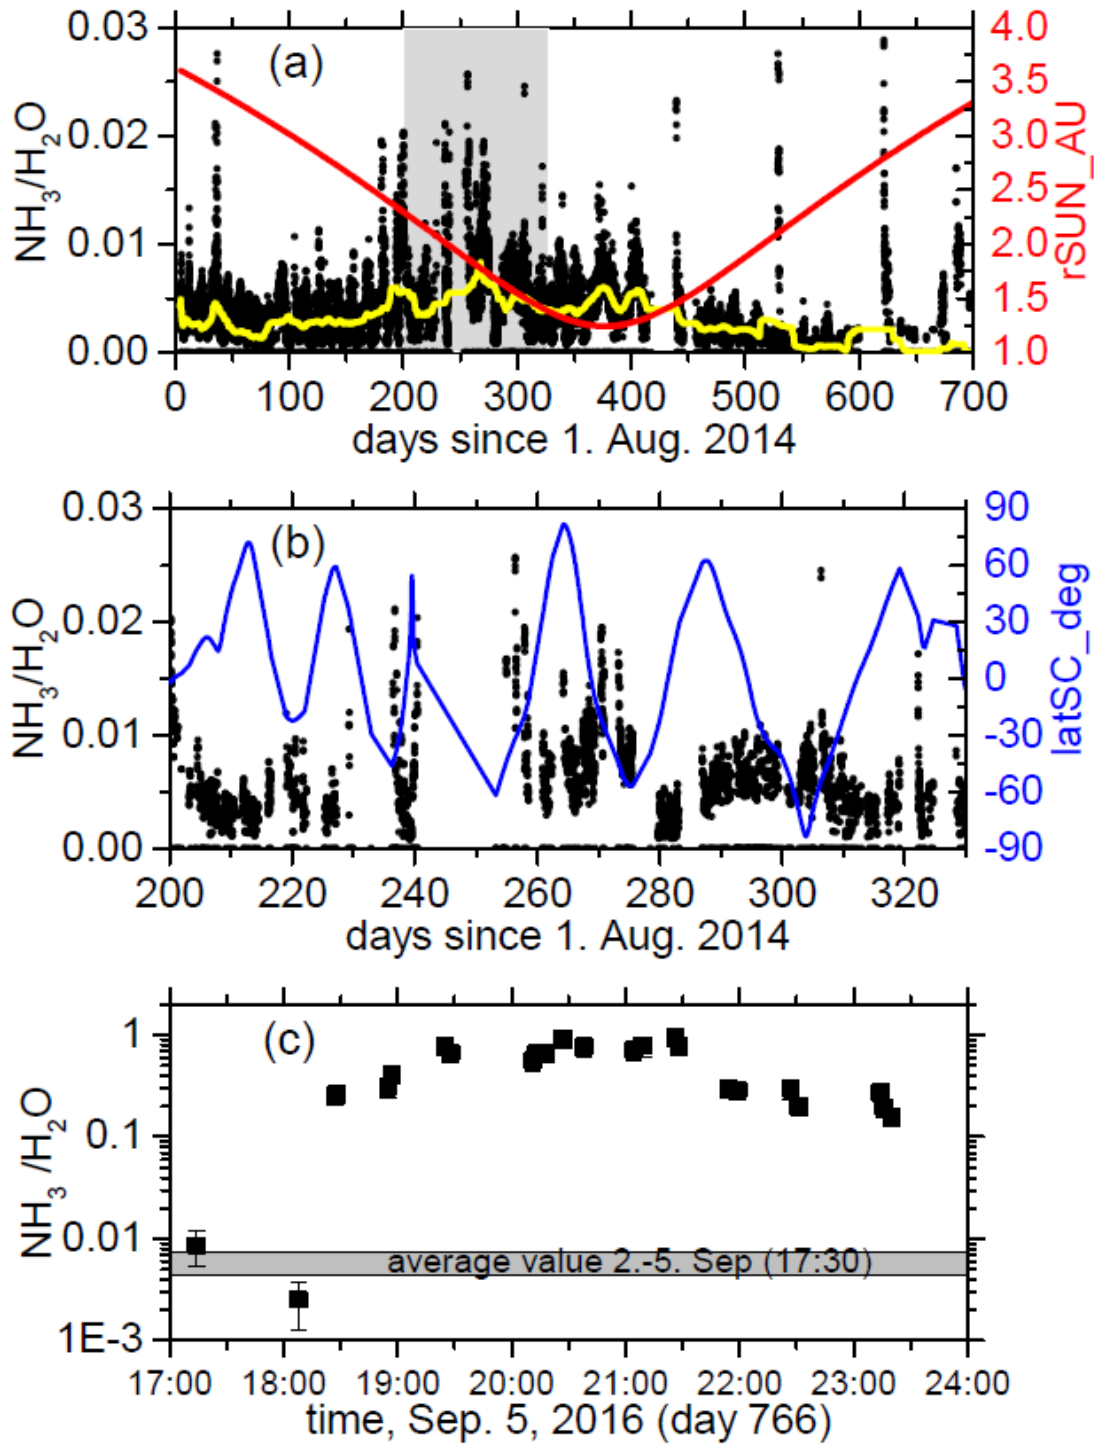 (a)
NH₃/H₂O
0.03
0.02
0.01
0.00
4.0
3.5
3.0
2.5
2.0
1.5
1.0
rSUN_AU
0 100 200 300 400 500 600 700
days since 1. Aug. 2014
(b)
NH₃/H₂O
0.03
0.02
0.01
0.00
90
60
30
0
-30
-60
-90
latSC_deg
200 220 240 260 280 300 320
days since 1. Aug. 2014
(c)
NH₃ /H₂O
1
0.1
0.01
1E-3
average value 2.-5. Sep (17:30)
17:00 18:00 19:00 20:00 21:00 22:00 23:00 24:00
time, Sep. 5, 2016 (day 766)